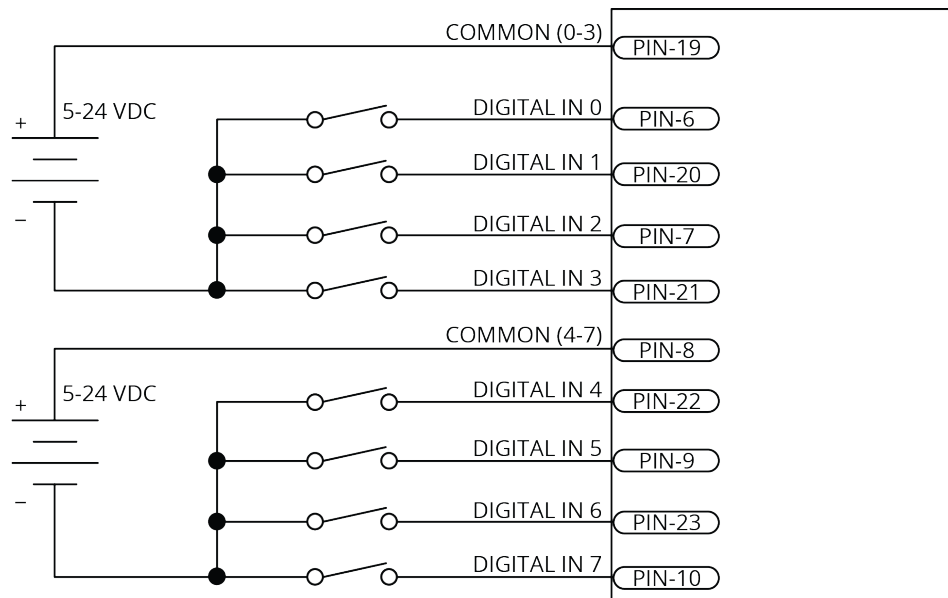 COMMON (0-3) PIN-19
5-24 VDC
+
DIGITAL IN 0 PIN-6
DIGITAL IN 1 PIN-20
–
DIGITAL IN 2 PIN-7
DIGITAL IN 3 PIN-21
COMMON (4-7) PIN-8
5-24 VDC
+
DIGITAL IN 4 PIN-22
DIGITAL IN 5 PIN-9
–
DIGITAL IN 6 PIN-23
DIGITAL IN 7 PIN-10